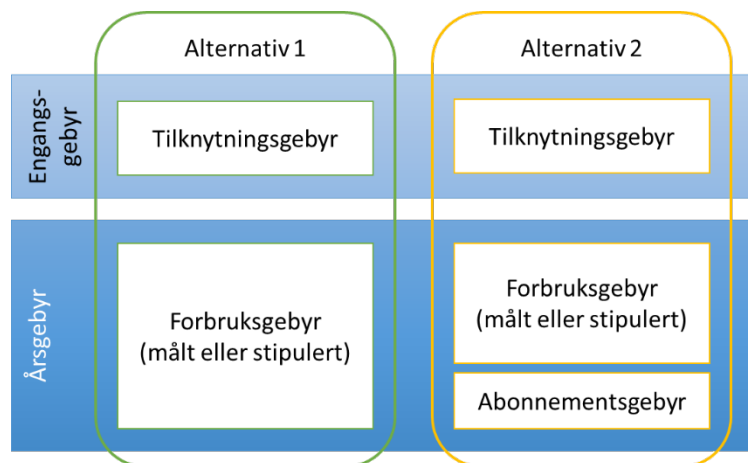 Alternativ 1
Alternativ 2
Engangs-
gebyr
Tilknytningsgebyr
Tilknytningsgebyr
Årsgebyr
Forbruksgebyr
(målt eller stipulert)
Forbruksgebyr
(målt eller stipulert)
Abonnementsgebyr